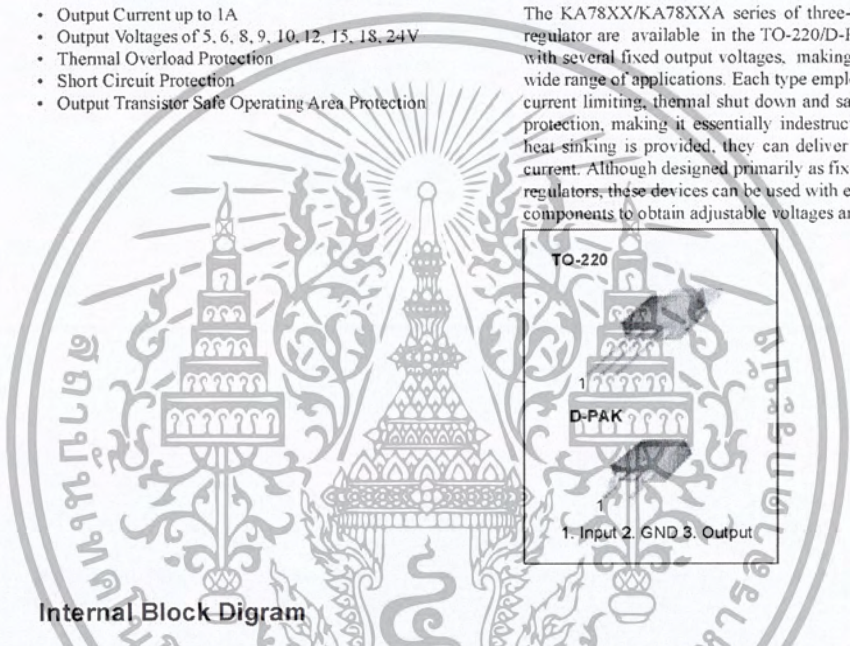 • Output Current up to 1A
• Output Voltages of 5, 6, 8, 9, 10, 12, 15, 18, 24V
• Thermal Overload Protection
• Short Circuit Protection
• Output Transistor Safe Operating Area Protection
The KA78XX/KA78XXA series of three-
regulator are available in the TO-220/D-
with several fixed output voltages, making
wide range of applications. Each type
current limiting, thermal shut down and
protection, making it essentially
heat sinking is provided, they can deliver
current. Although designed primarily as
regulators, these devices can be used with
components to obtain adjustable voltages
TO-220
1
D-PAK
1
1. Input 2. GND 3. Output
Internal Block Digram